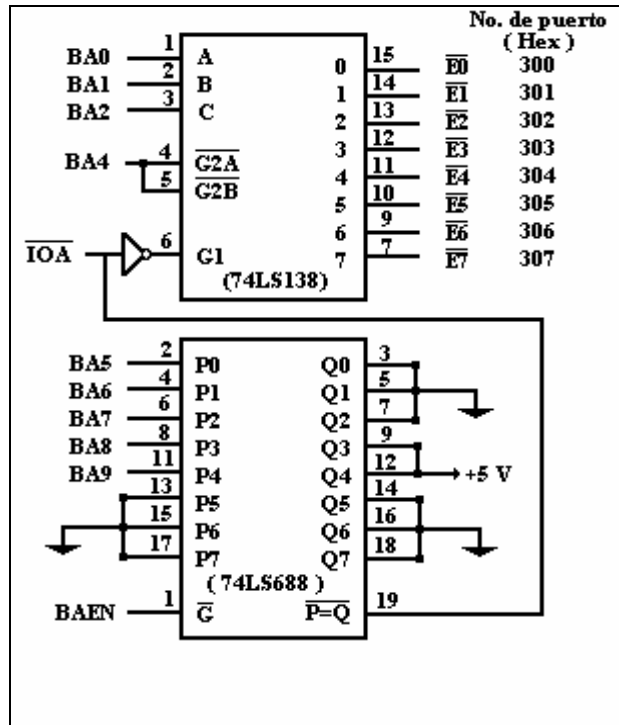 No. de puerto
( Hex )
BA0 1 A 0 15 E0 300
BA1 2 B 1 14 E1 301
BA2 3 C 2 13 E2 302
3 12 E3 303
BA4 4 G2A 4 11 E4 304
5 G2B 5 10 E5 305
6 9 E6 306
IOA 6 G1 7 7 E7 307
(74LS138)
BA5 2 P0 Q0 3
BA6 4 P1 Q1 5
BA7 6 P2 Q2 7
BA8 8 P3 Q3 9
BA9 11 P4 Q4 12 +5 V
13 P5 Q5 14
15 P6 Q6 16
17 P7 Q7 18
( 74LS688 )
BAEN 1 G P=Q 19